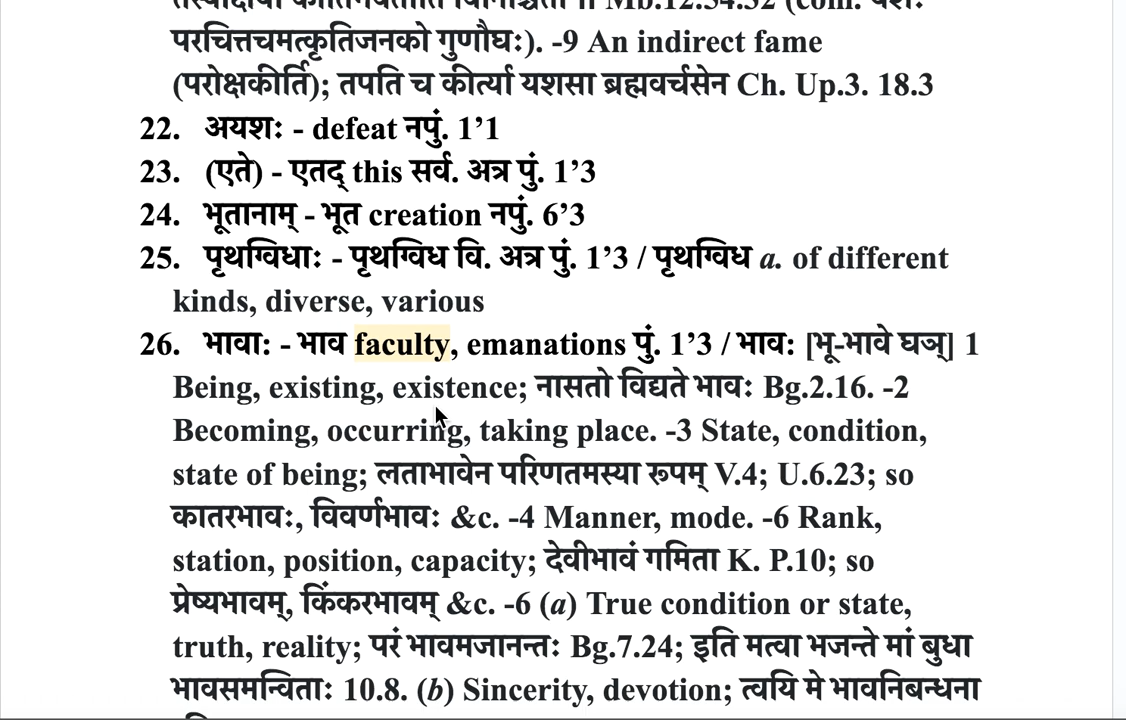 परचित्तचमत्कृतिजनको गुणौघः). -9 An indirect fame
(परोक्षकीर्ति); तपति च कीर्त्या यशसा ब्रह्मवर्चसेन Ch. Up.3. 18.3
22. अयशः - defeat नपुं. 1’1
23. (एते) - एतद् this सर्व. अत्र पुं. 1’3
24. भूतानाम् - भूत creation नपुं. 6’3
25. पृथग्विधाः - पृथग्विध वि. अत्र पुं. 1’3 / पृथग्विध a. of different
kinds, diverse, various
26. भावाः - भाव faculty, emanations पुं. 1’3 / भावः [भू-भावे घञ्] 1
Being, existing, existence; नासतो विद्यते भावः Bg.2.16. -2
Becoming, occurring, taking place. -3 State, condition,
state of being; लताभावेन परिणतमस्या रूपम् V.4; U.6.23; so
कातरभावः, विवर्णभावः &c. -4 Manner, mode. -6 Rank,
station, position, capacity; देवीभावं गमिता K. P.10; so
प्रेष्यभावम्, किंकरभावम् &c. -6 (a) True condition or state,
truth, reality; परं भावमजानन्तः Bg.7.24; इति मत्वा भजन्ते मां बुधा
भावसमन्विताः 10.8. (b) Sincerity, devotion; त्वयि मे भावनिबन्धना